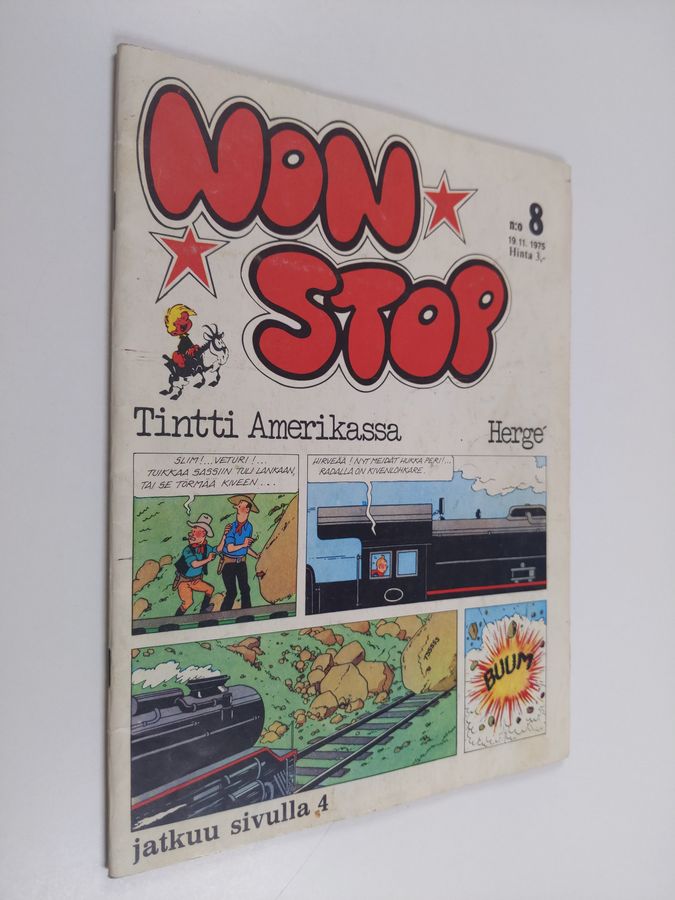 NON
STOP
n:o 8
19.11.1975
Hinta 3,-
Tintti Amerikassa
Hergé
SLIM!...VETURI!...
TUIKKAA SASSIIN TULI LANKAAN,
TAI SE TÖRMÄÄ KIVEEN...
HIRVEÄÄ! NYT MEIDÄT HUKKA PERI!...
RADALLA ON KIVENLOHKARE.
BUUM
jatkuu sivulla 4